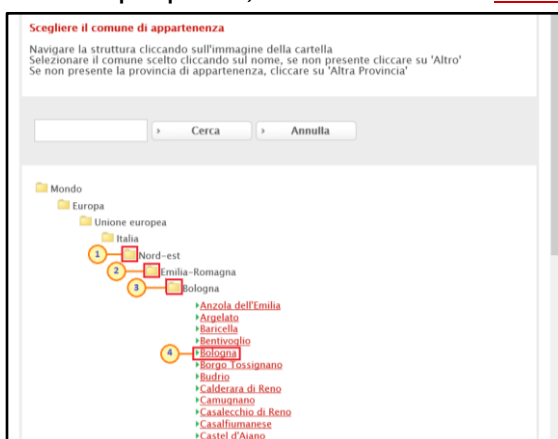 Scegliere il comune di appartenenza
Navigare la struttura cliccando sull'immagine della cartella
Selezionare il comune scelto cliccando sul nome, se non presente cliccare su 'Altro'
Se non presente la provincia di appartenenza, cliccare su 'Altra Provincia'
› Cerca › Annulla
Mondo
Europa
Unione europea
Italia
1 Nord-est
2 Emilia-Romagna
3 Bologna
Anzola dell'Emilia
Argelato
Baricella
Bentivoglio
4 Bologna
Borgo Tossignano
Budrio
Calderara di Reno
Camugnano
Casalecchio di Reno
Casalfiumanese
Castel d'Aiano